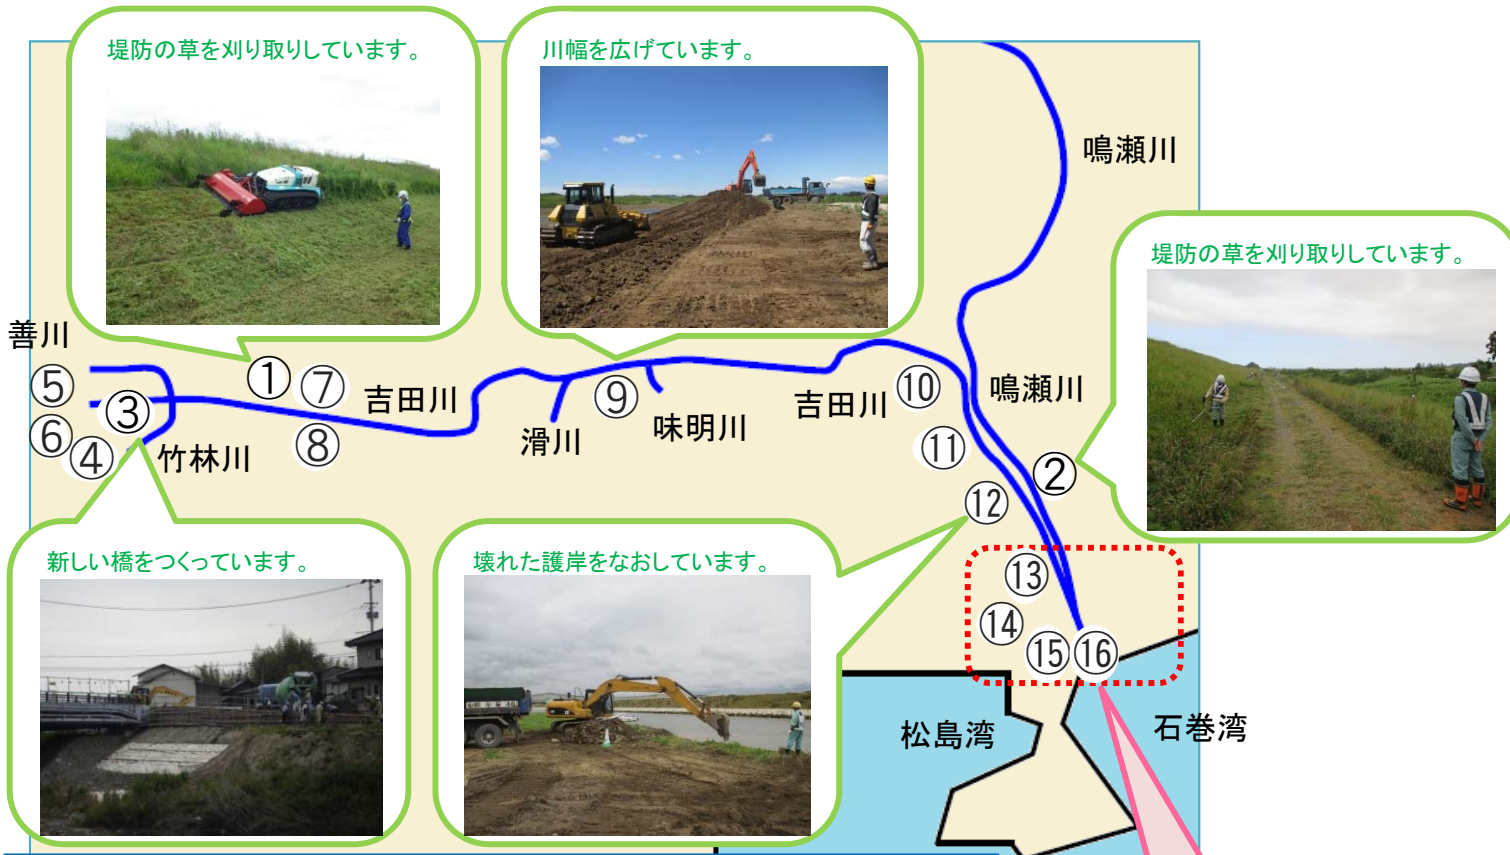 堤防の草を刈り取りしています。
川幅を広げています。
鳴瀬川
堤防の草を刈り取りしています。
善川
⑤
①
⑦
⑨
⑩
鳴瀬川
吉田川
吉田川
③
⑥
④
竹林川
⑧
滑川
味明川
⑪
②
⑫
新しい橋をつくっています。
壊れた護岸をなおしています。
⑬
⑭
⑮
⑯
松島湾
石巻湾